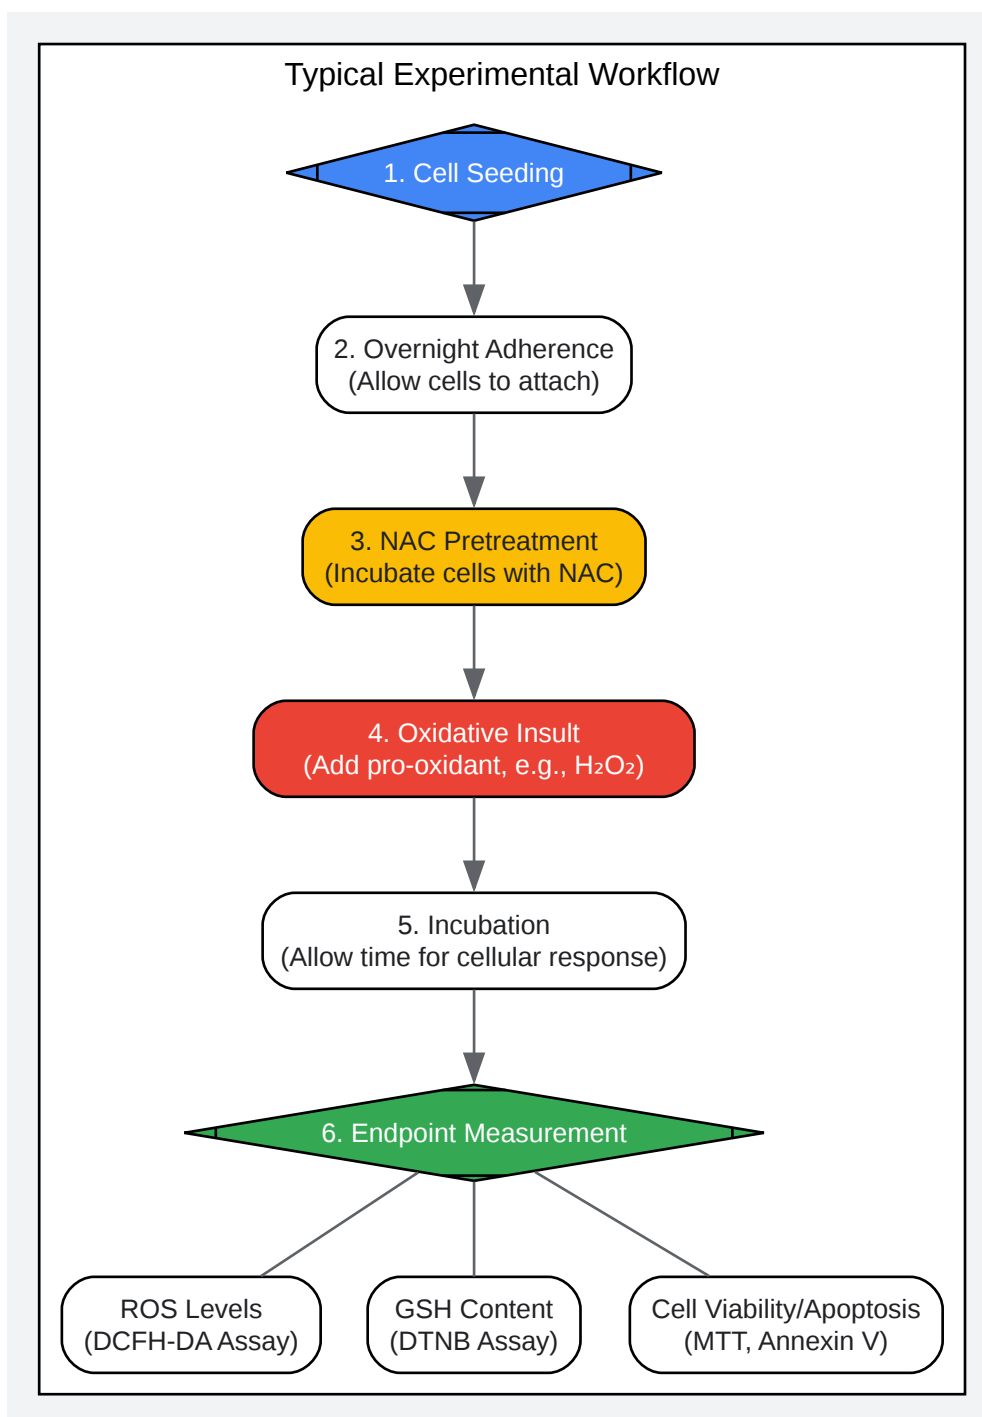 Typical Experimental Workflow
1. Cell Seeding
2. Overnight Adherence
(Allow cells to attach)
3. NAC Pretreatment
(Incubate cells with NAC)
4. Oxidative Insult
(Add pro-oxidant, e.g., H₂O₂)
5. Incubation
(Allow time for cellular response)
6. Endpoint Measurement
ROS Levels
(DCFH-DA Assay)
GSH Content
(DTNB Assay)
Cell Viability/Apoptosis
(MTT, Annexin V)